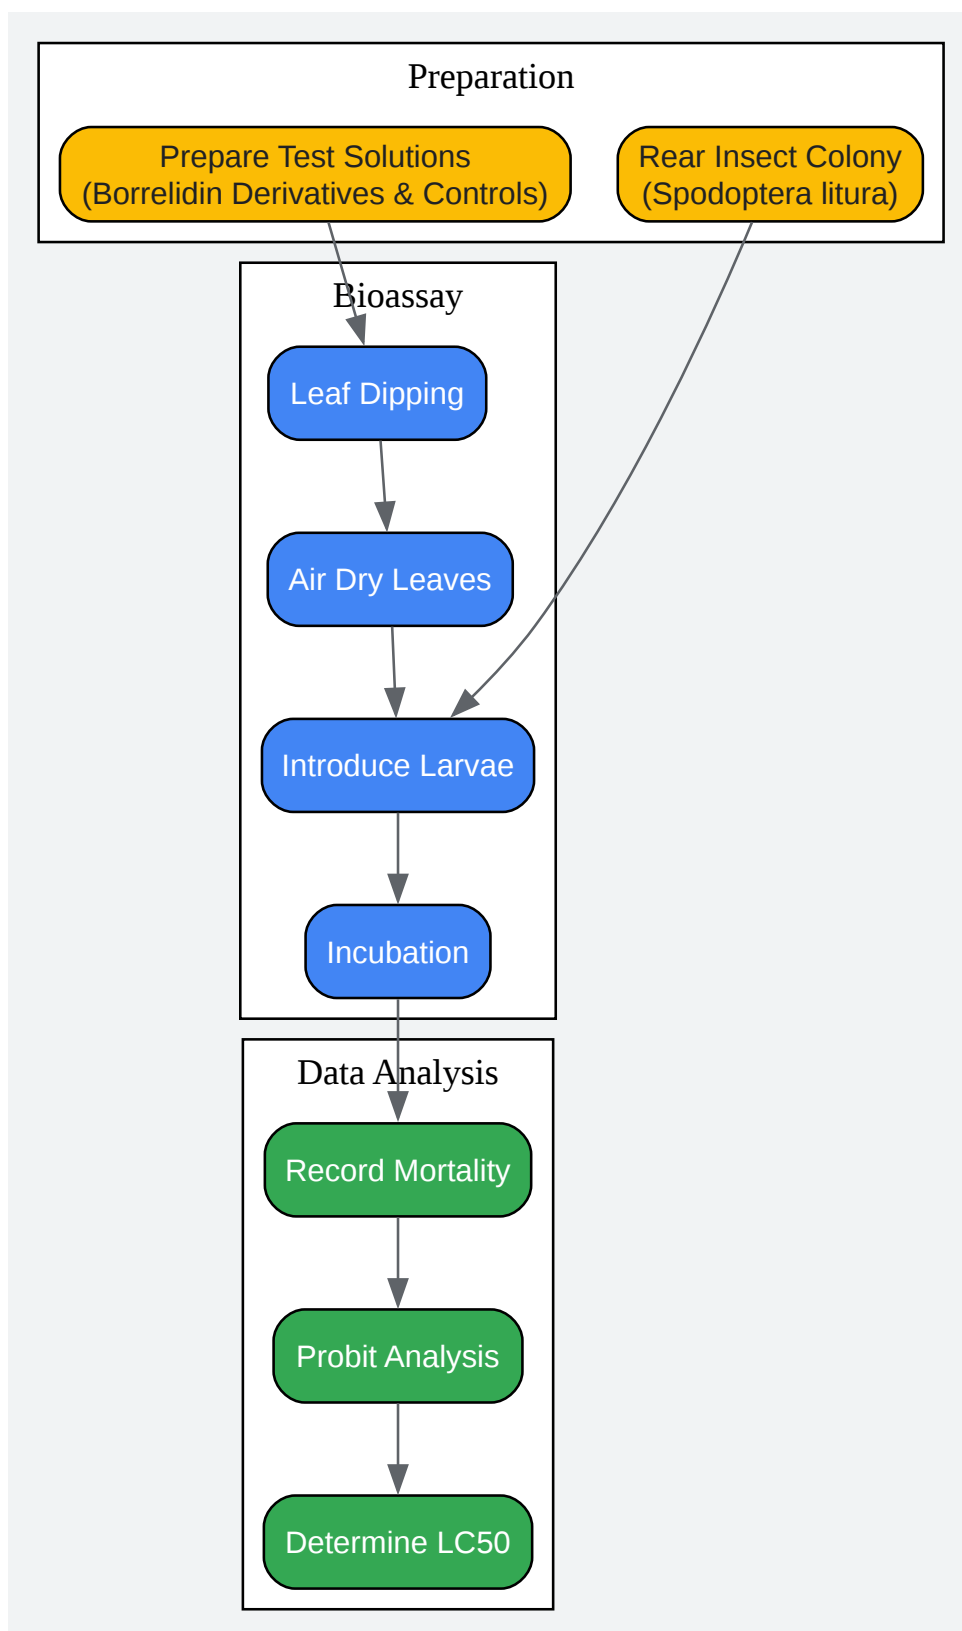 Preparation
Prepare Test Solutions
(Borrelidin Derivatives & Controls)
Rear Insect Colony
(Spodoptera litura)
Bioassay
Leaf Dipping
Air Dry Leaves
Introduce Larvae
Incubation
Data Analysis
Record Mortality
Probit Analysis
Determine LC50